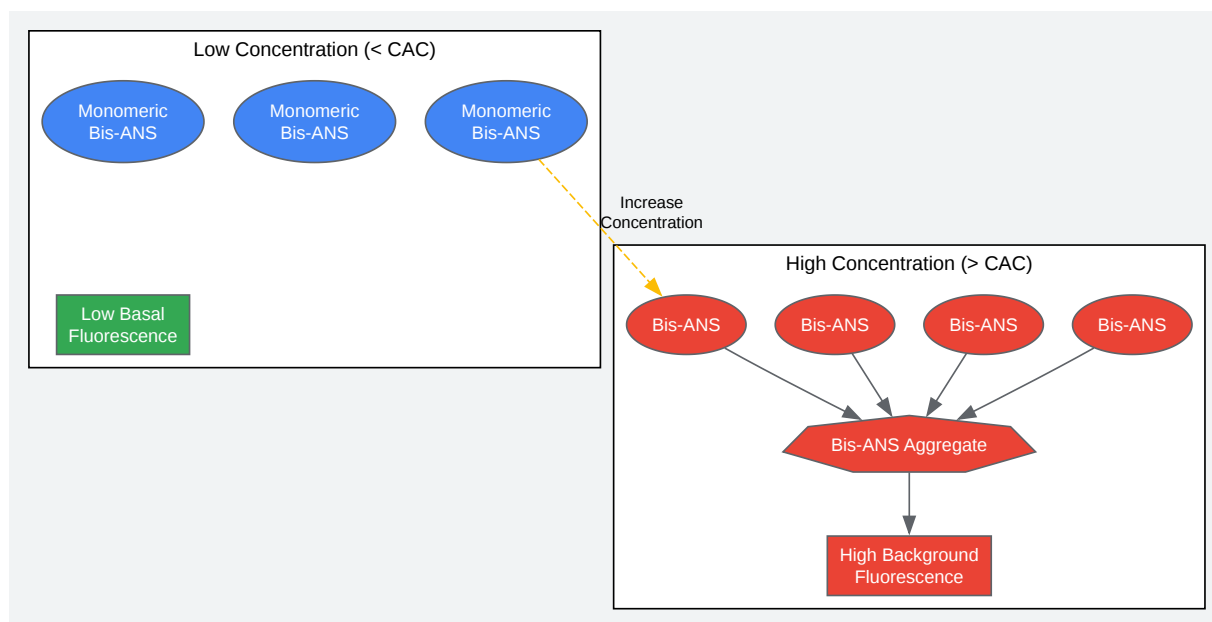 Low Concentration (< CAC)
Monomeric
Bis-ANS
Monomeric
Bis-ANS
Monomeric
Bis-ANS
Increase
Concentration
Low Basal
Fluorescence
High Concentration (> CAC)
Bis-ANS
Bis-ANS
Bis-ANS
Bis-ANS
Bis-ANS Aggregate
High Background
Fluorescence